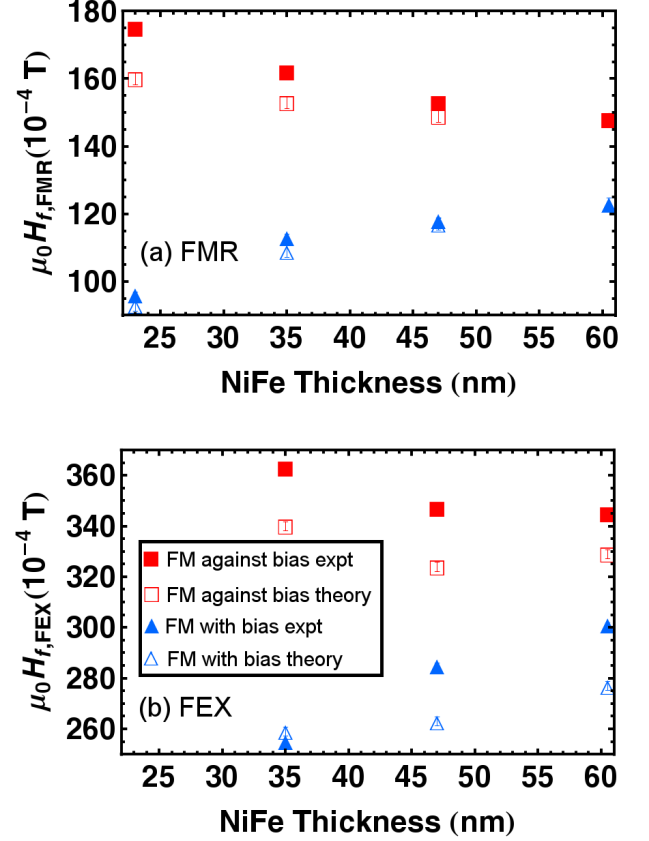 180
160
140
120
100
μ₀H_f,FMR(10⁻⁴ T)
(a) FMR
25 30 35 40 45 50 55 60
NiFe Thickness (nm)
360
340
320
300
280
260
μ₀H_f,FEX(10⁻⁴ T)
FM against bias expt
FM against bias theory
FM with bias expt
FM with bias theory
(b) FEX
25 30 35 40 45 50 55 60
NiFe Thickness (nm)